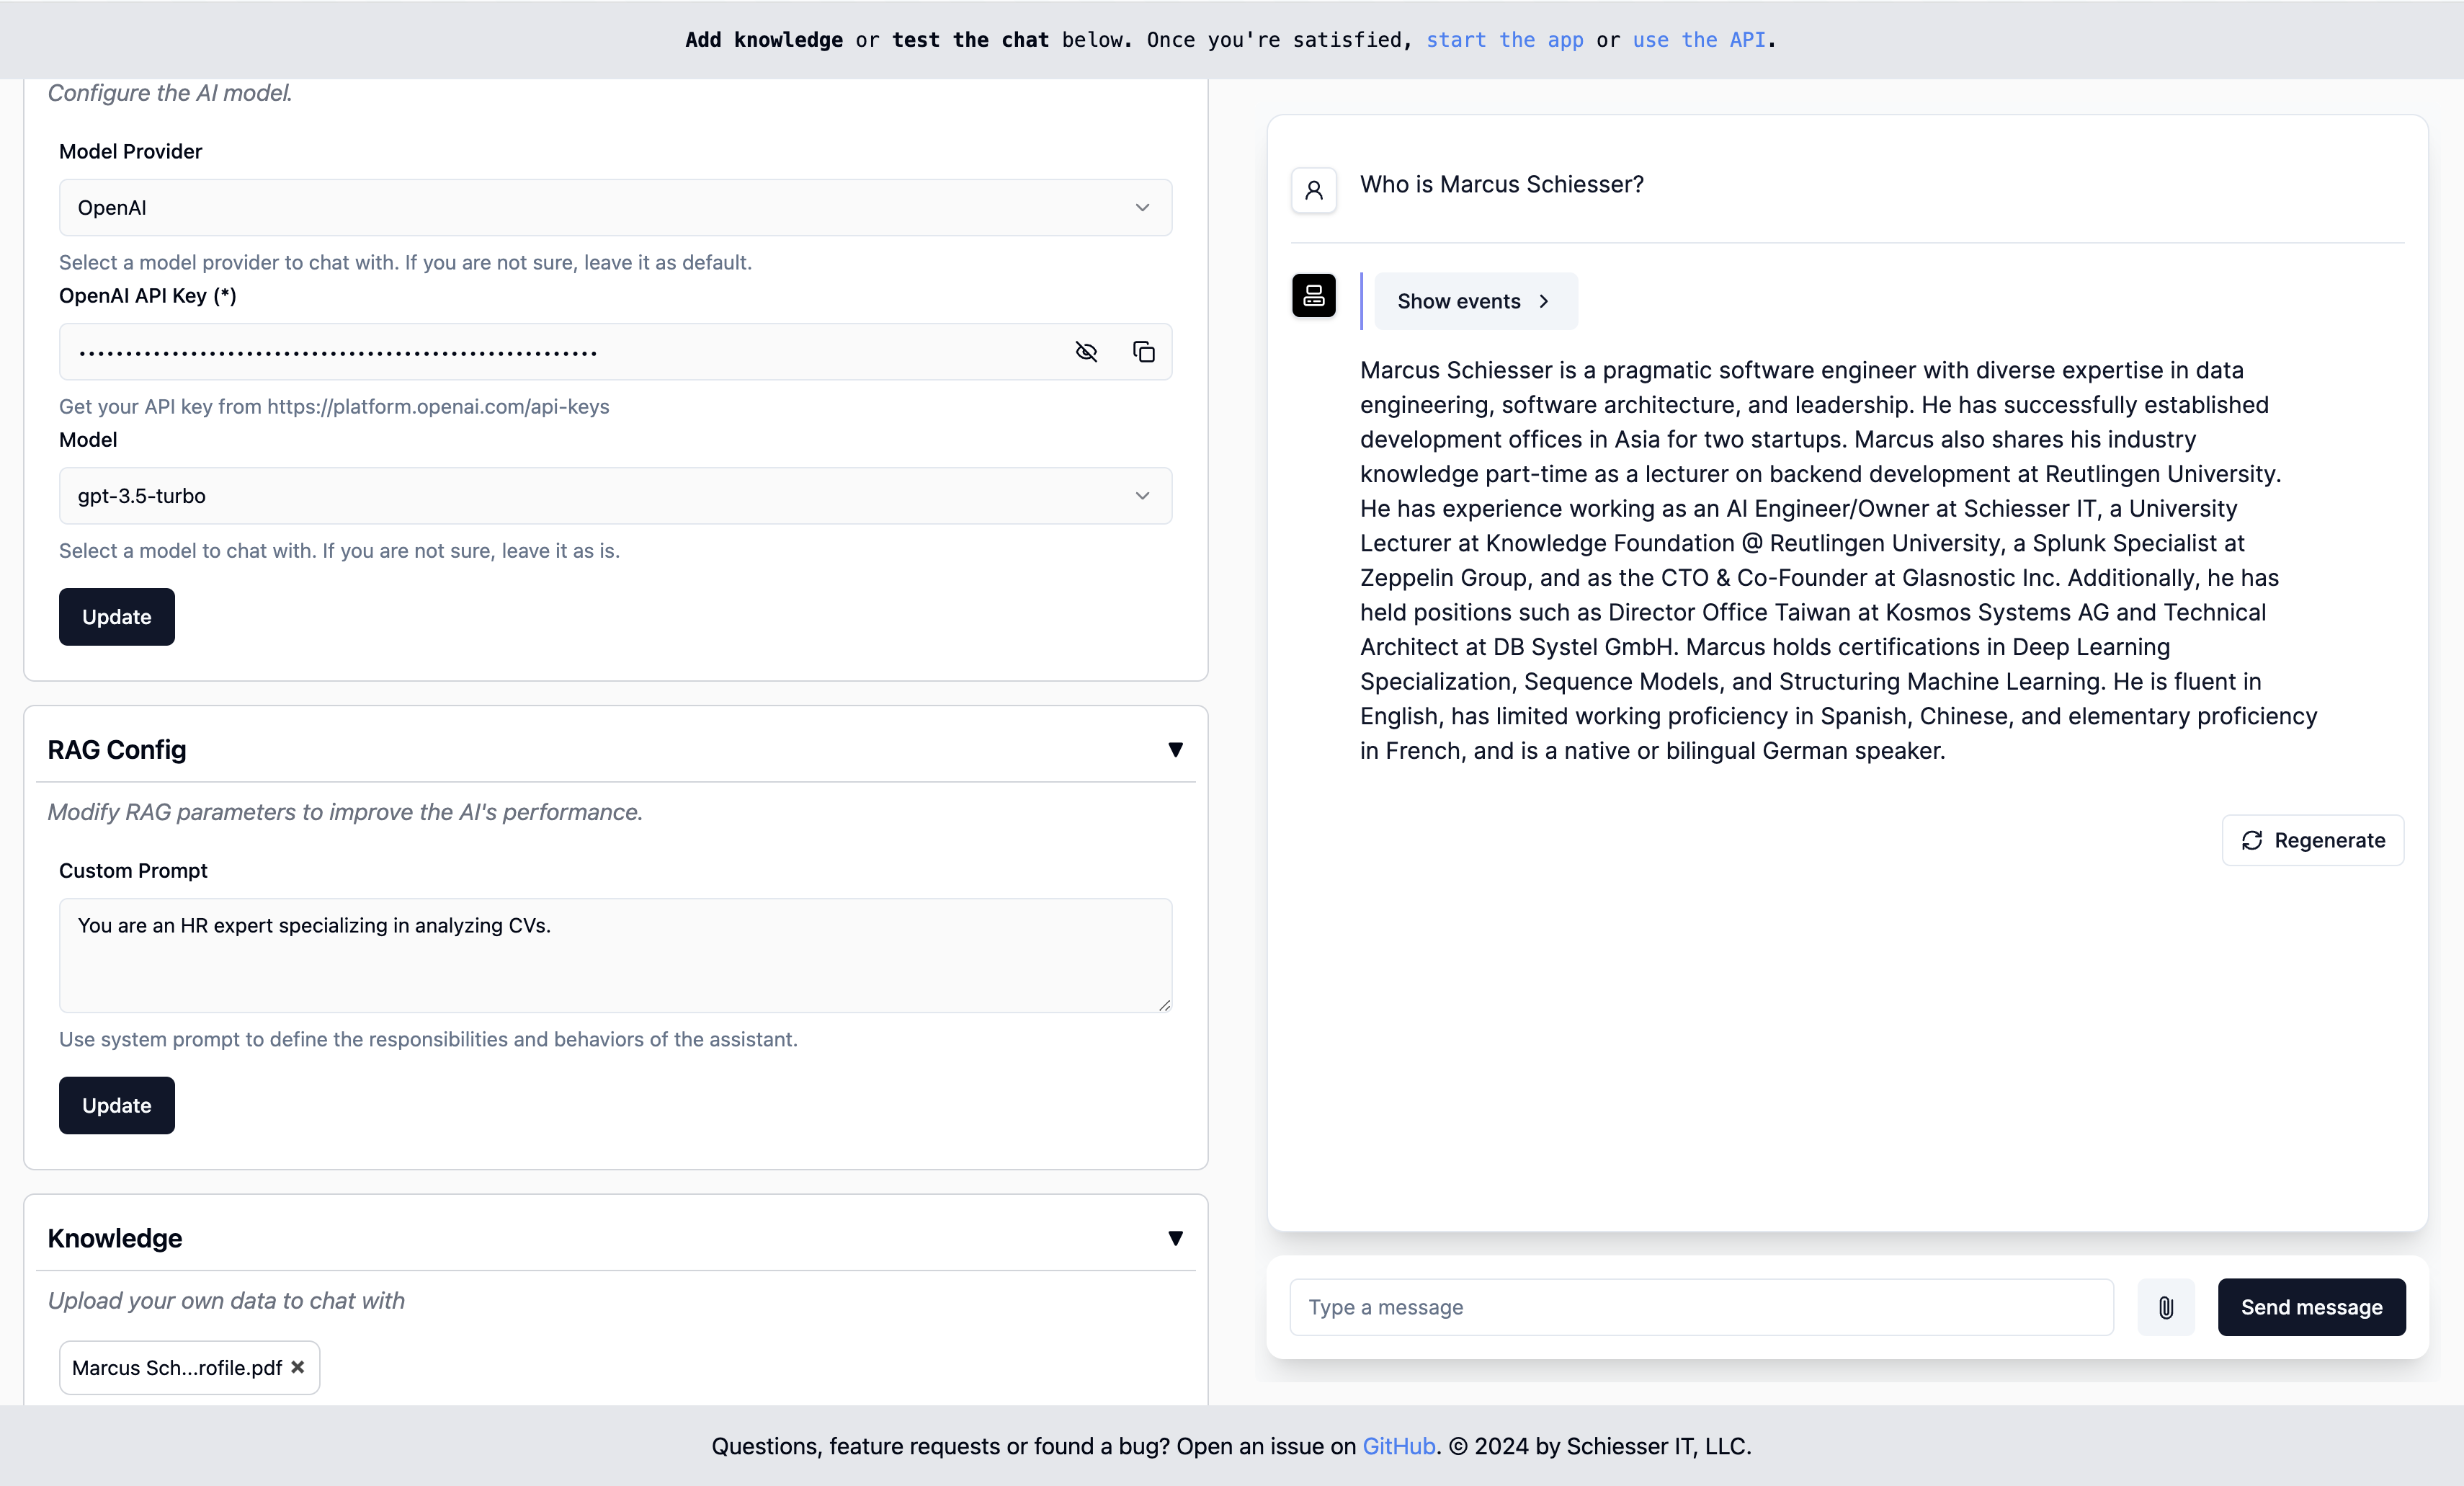 Add knowledge or test the chat below. Once you're satisfied, start the app or use the API.
Configure the AI model.
Model Provider
OpenAI
Select a model provider to chat with. If you are not sure, leave it as default.
OpenAI API Key (*)
••••••••••••••••••••••••••••••••••••••••••••••••••••••••
Get your API key from https://platform.openai.com/api-keys
Model
gpt-3.5-turbo
Select a model to chat with. If you are not sure, leave it as is.
Update
RAG Config
Modify RAG parameters to improve the AI's performance.
Custom Prompt
You are an HR expert specializing in analyzing CVs.
Use system prompt to define the responsibilities and behaviors of the assistant.
Update
Knowledge
Upload your own data to chat with
Marcus Sch...rofile.pdf
Who is Marcus Schiesser?
Show events
Marcus Schiesser is a pragmatic software engineer with diverse expertise in data
engineering, software architecture, and leadership. He has successfully established
development offices in Asia for two startups. Marcus also shares his industry
knowledge part-time as a lecturer on backend development at Reutlingen University.
He has experience working as an AI Engineer/Owner at Schiesser IT, a University
Lecturer at Knowledge Foundation @ Reutlingen University, a Splunk Specialist at
Zeppelin Group, and as the CTO & Co-Founder at Glasnostic Inc. Additionally, he has
held positions such as Director Office Taiwan at Kosmos Systems AG and Technical
Architect at DB Systel GmbH. Marcus holds certifications in Deep Learning
Specialization, Sequence Models, and Structuring Machine Learning. He is fluent in
English, has limited working proficiency in Spanish, Chinese, and elementary proficiency
in French, and is a native or bilingual German speaker.
Regenerate
Type a message
Send message
Questions, feature requests or found a bug? Open an issue on GitHub. © 2024 by Schiesser IT, LLC.